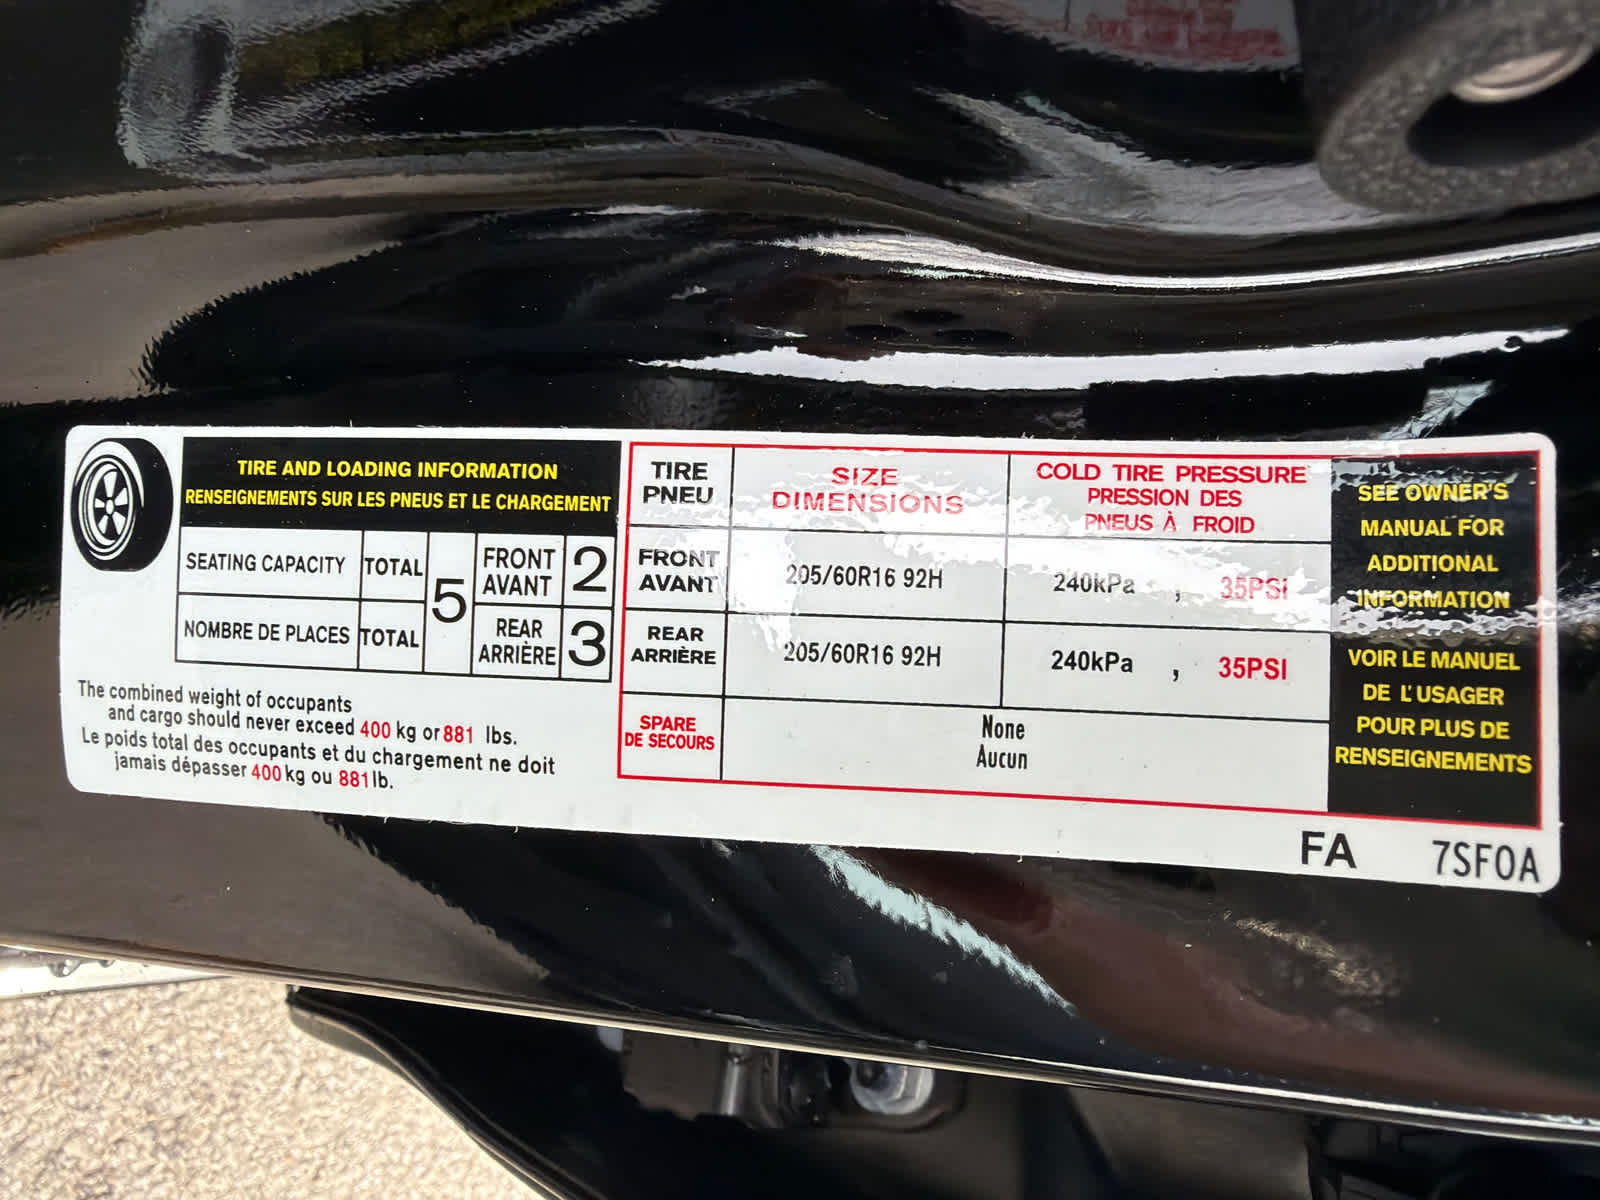 TIRE AND LOADING INFORMATION
RENSEIGNEMENTS SUR LES PNEUS ET LE CHARGEMENT
SEATING CAPACITY TOTAL 5 FRONT AVANT 2
NOMBRE DE PLACES TOTAL REAR ARRIÈRE 3
The combined weight of occupants
and cargo should never exceed 400 kg or 881 lbs.
Le poids total des occupants et du chargement ne doit
jamais dépasser 400 kg ou 881 lb.
TIRE PNEU
SIZE
DIMENSIONS
COLD TIRE PRESSURE
PRESSION DES
PNEUS À FROID
FRONT AVANT 205/60R16 92H 240kPa , 35PSI
REAR ARRIÈRE 205/60R16 92H 240kPa , 35PSI
SPARE
DE SECOURS
None
Aucun
SEE OWNER'S
MANUAL FOR
ADDITIONAL
INFORMATION
VOIR LE MANUEL
DE L'USAGER
POUR PLUS DE
RENSEIGNEMENTS
FA 7SF0A